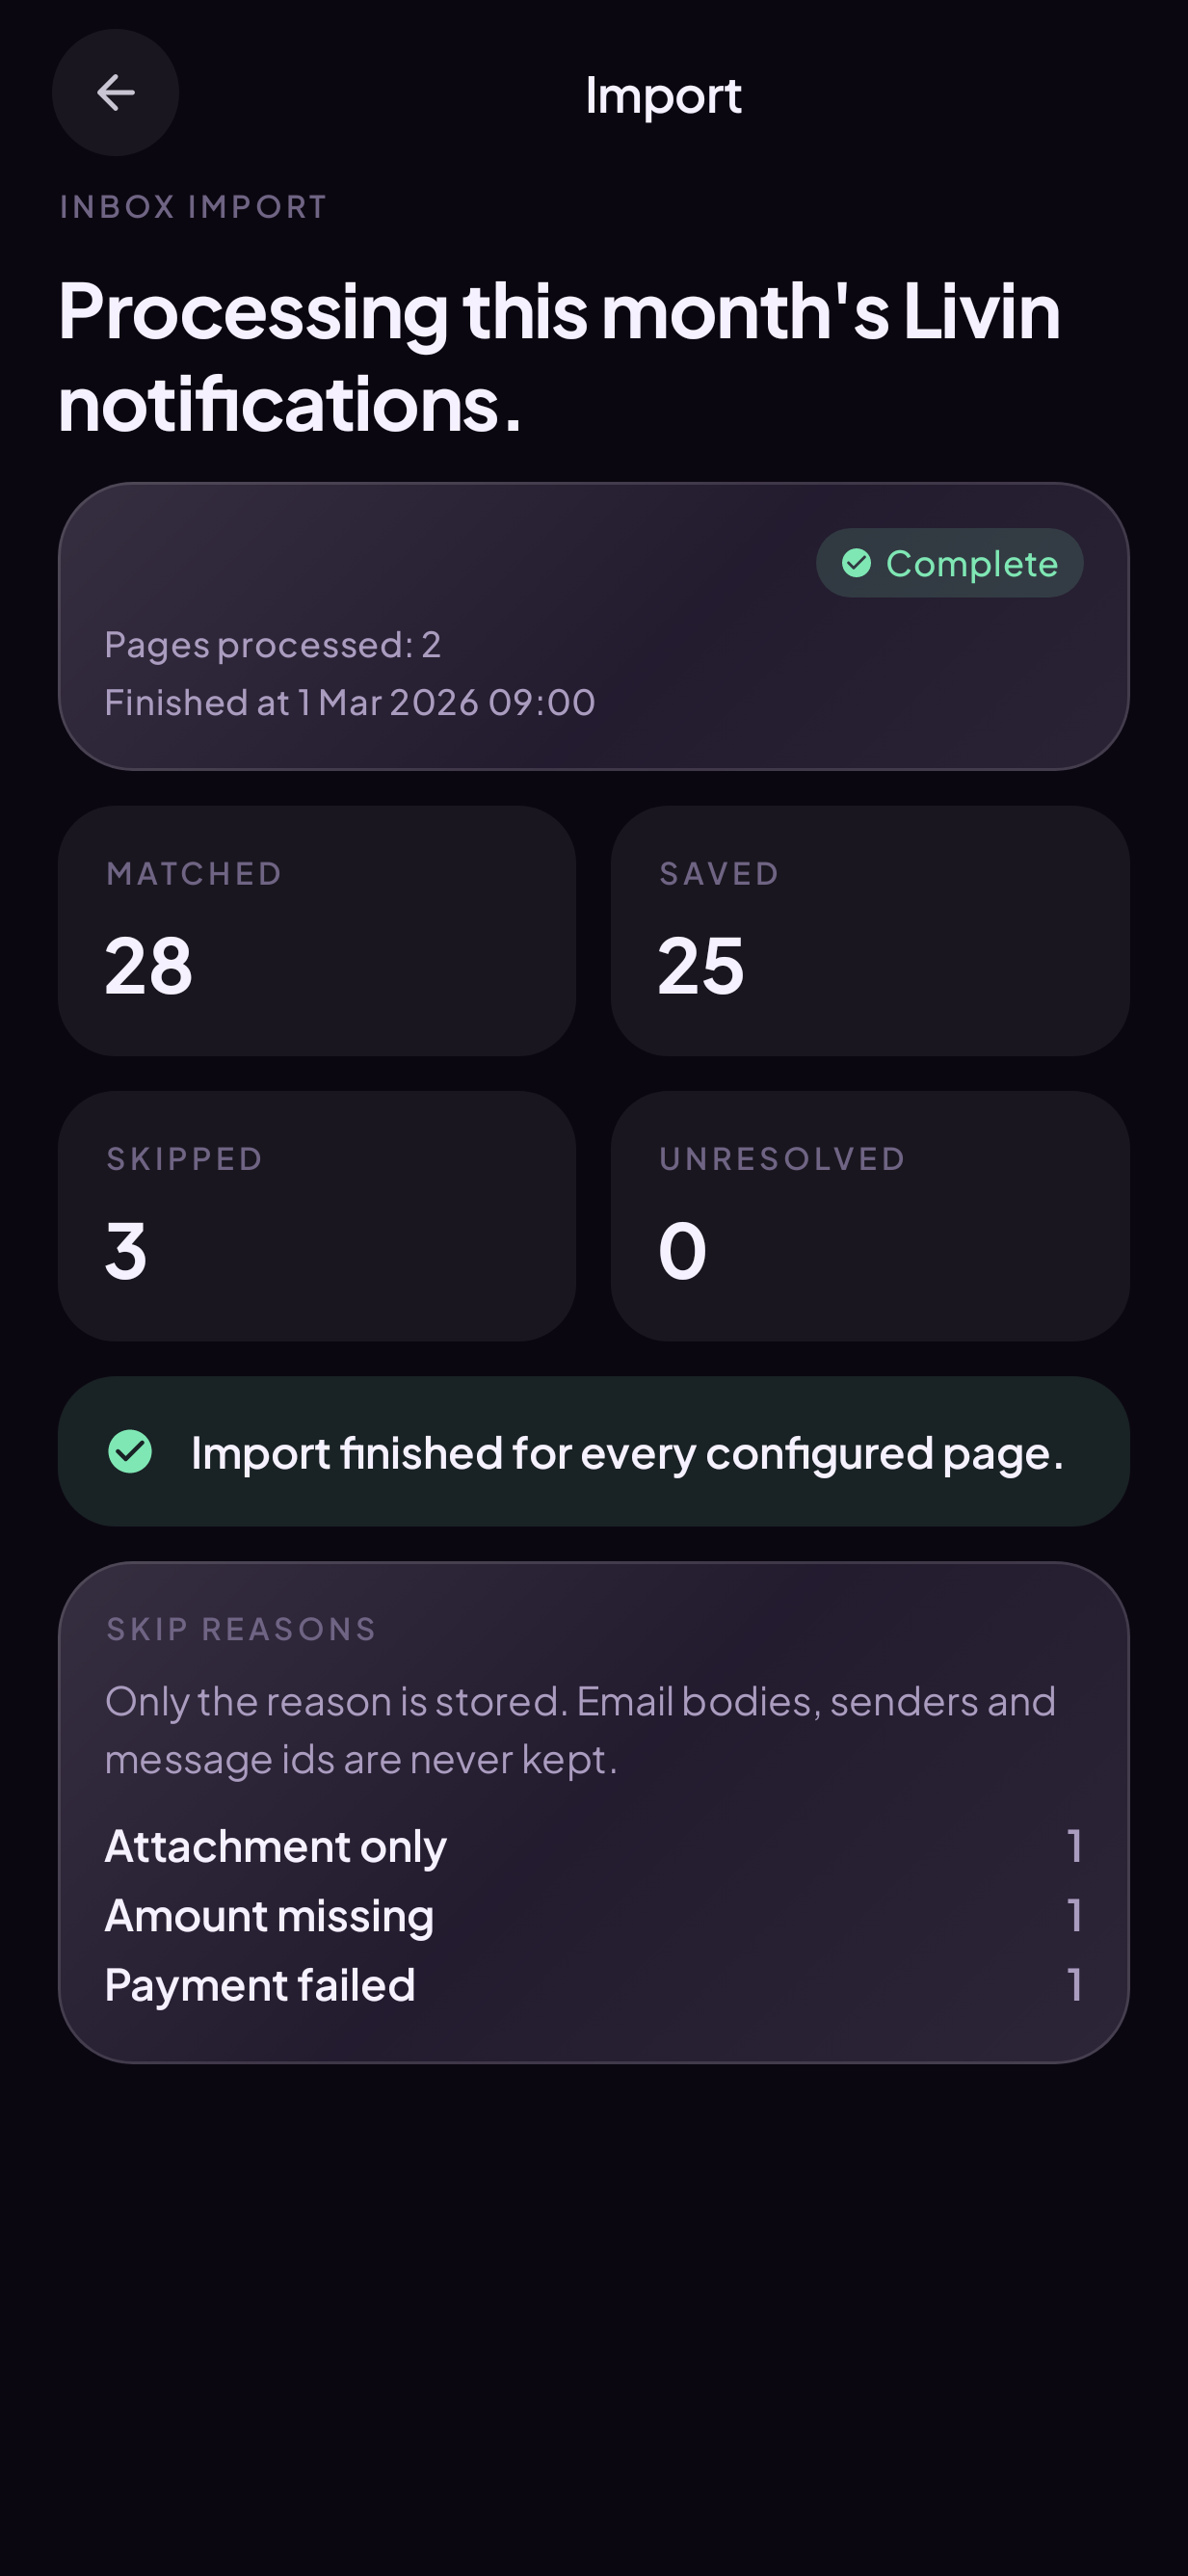 Import
INBOX IMPORT
Processing this month's Livin
notifications.
Complete
Pages processed: 2
Finished at 1 Mar 2026 09:00
MATCHED
28
SAVED
25
SKIPPED
3
UNRESOLVED
0
Import finished for every configured page.
SKIP REASONS
Only the reason is stored. Email bodies, senders and
message ids are never kept.
Attachment only 1
Amount missing 1
Payment failed 1